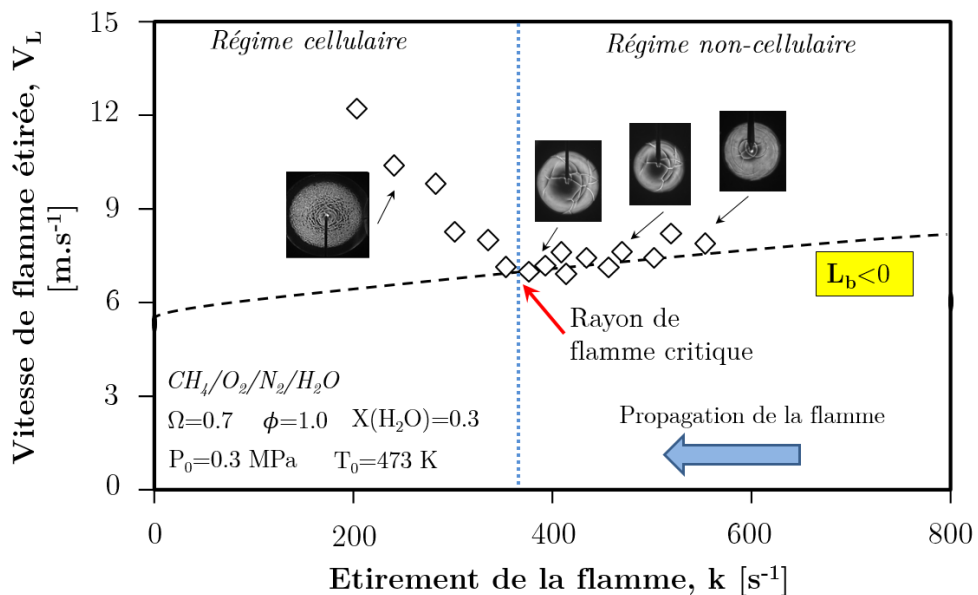 Vitesse de flamme étirée, V_L
[m.s⁻¹]
15
12
9
6
3
0
Régime cellulaire
Régime non-cellulaire
L_b<0
Rayon de
flamme critique
CH₄/O₂/N₂/H₂O
Ω=0.7 ϕ=1.0 X(H₂O)=0.3
P₀=0.3 MPa T₀=473 K
Propagation de la flamme
0 200 400 600 800
Etirement de la flamme, k [s⁻¹]